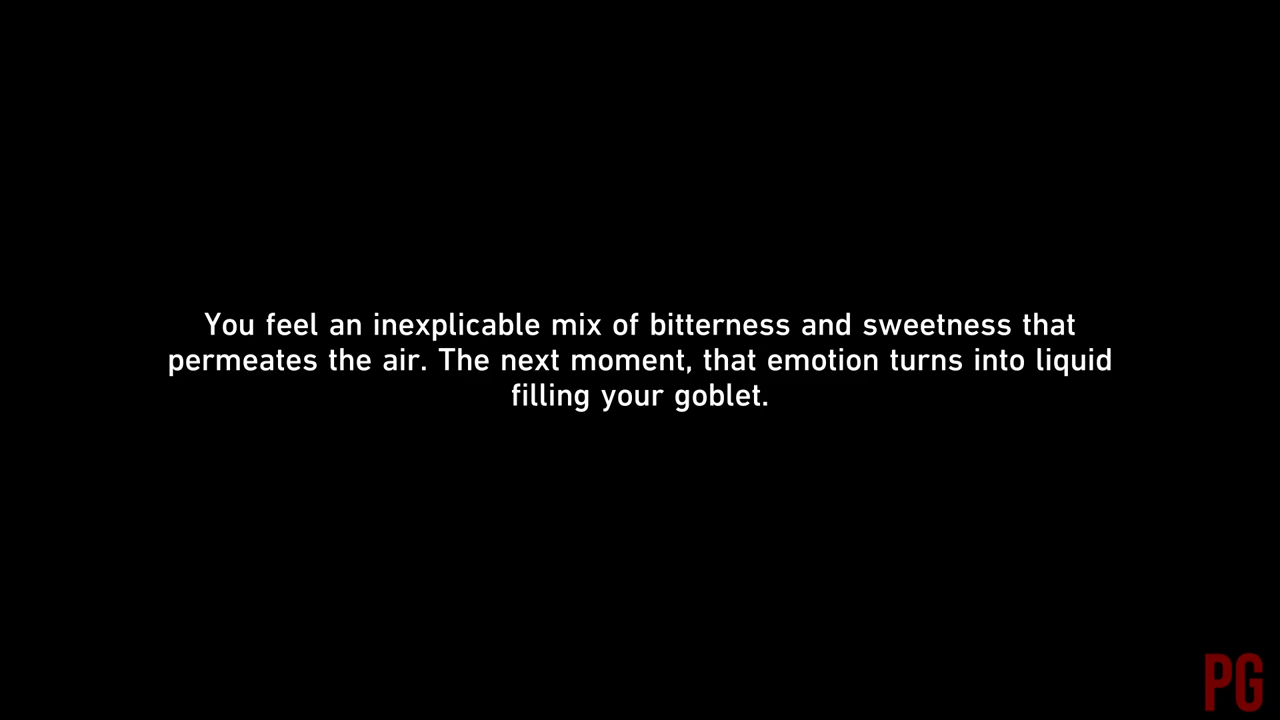 You feel an inexplicable mix of bitterness and sweetness that
permeates the air. The next moment, that emotion turns into liquid
filling your goblet.
PG